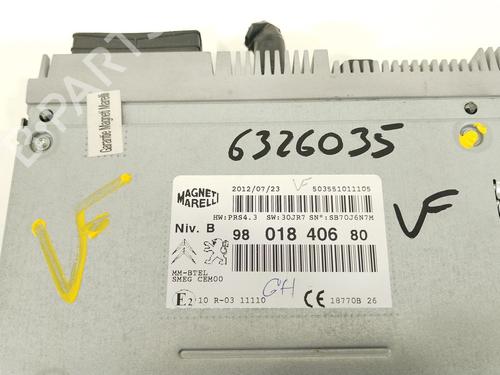 Garantie Magneti Marelli
6326035
2012/07/23 VF 503551011105
MAGNETI
MARELLI
HW:PRS4.3 SW:30JR7 SN°:SB70J6N7M
Niv. B 98 018 406 80
MM-BTEL
SMEG CEM00
GH
E2 10 R-03 11110
CE 18770B 26
VF
VF